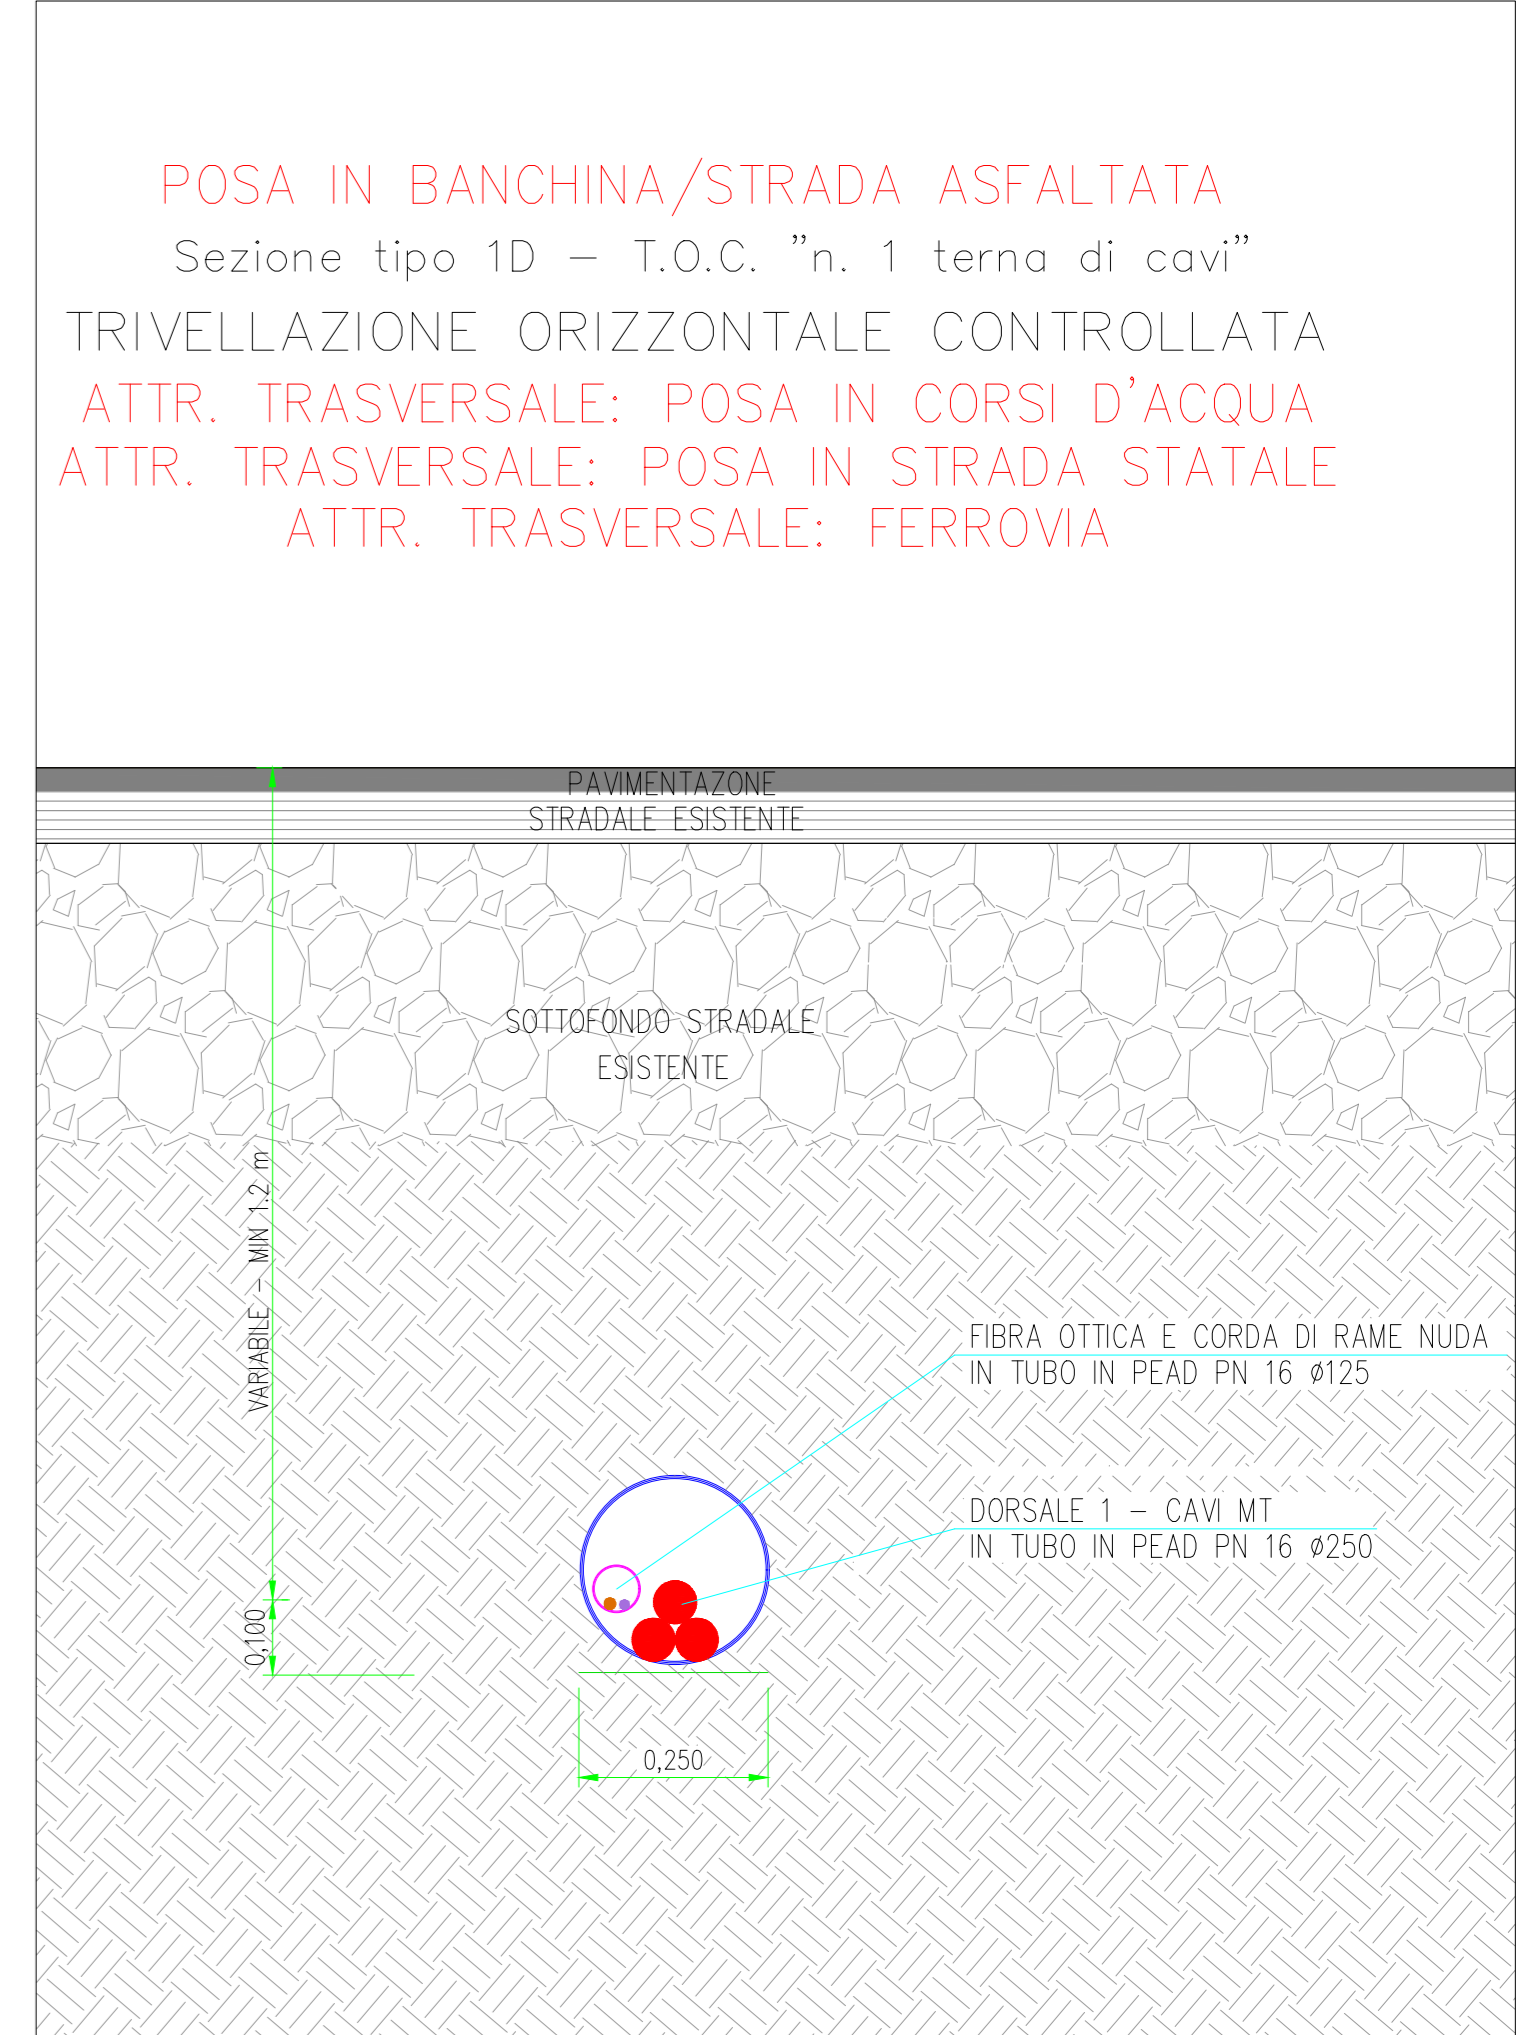 POSA IN BANCHINA/STRADA ASFALTATA
Sezione tipo 1D – T.O.C. "n. 1 terna di cavi"
TRIVELLAZIONE ORIZZONTALE CONTROLLATA
ATTR. TRASVERSALE: POSA IN CORSI D'ACQUA
ATTR. TRASVERSALE: POSA IN STRADA STATALE
ATTR. TRASVERSALE: FERROVIA
PAVIMENTAZONE
STRADALE ESISTENTE
SOTTOFONDO STRADALE
ESISTENTE
VARIABILE – MIN 1.2 m
FIBRA OTTICA E CORDA DI RAME NUDA
IN TUBO IN PEAD PN 16 ø125
DORSALE 1 – CAVI MT
IN TUBO IN PEAD PN 16 ø250
0,100
0,250